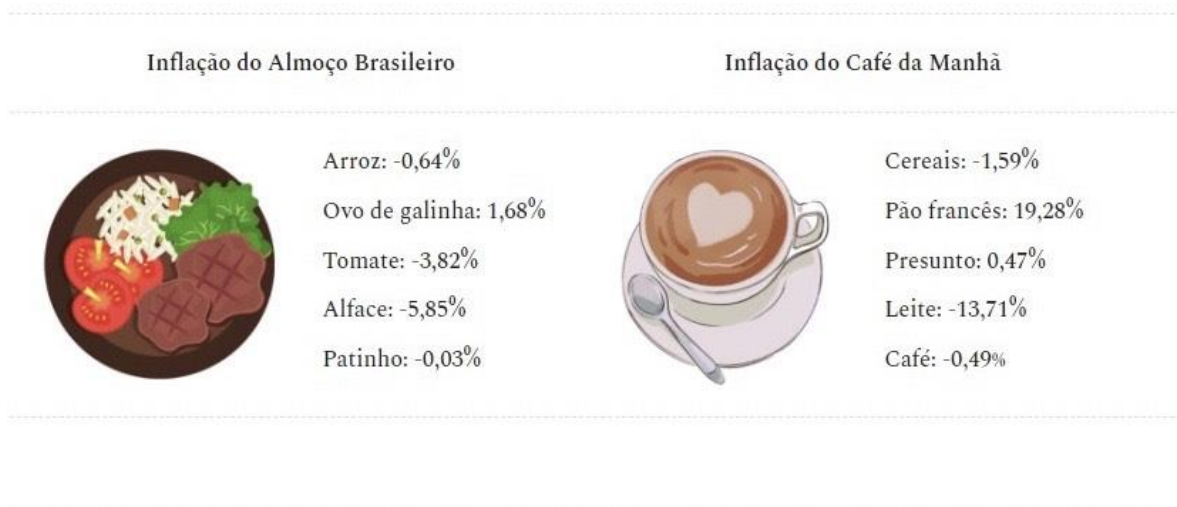 Inflação do Almoço Brasileiro
Inflação do Café da Manhã
Arroz: -0,64%
Ovo de galinha: 1,68%
Tomate: -3,82%
Alface: -5,85%
Patinho: -0,03%
Cereais: -1,59%
Pão francês: 19,28%
Presunto: 0,47%
Leite: -13,71%
Café: -0,49%